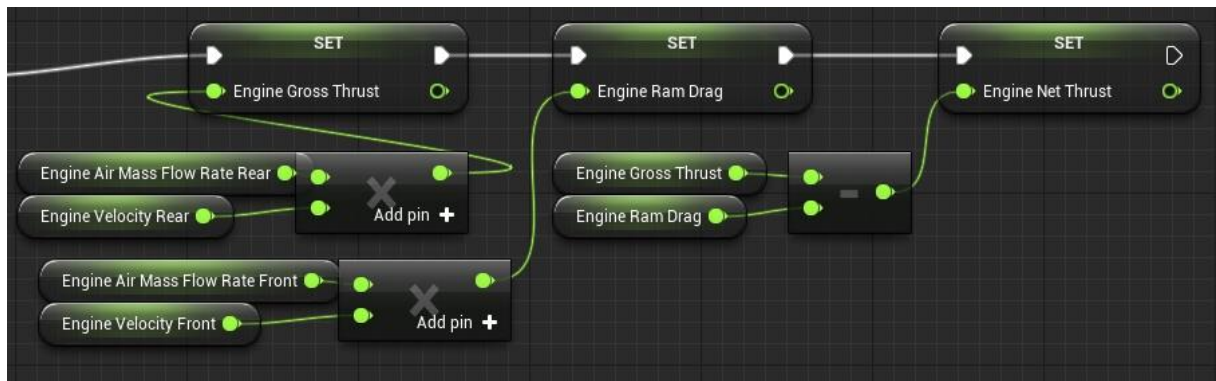 SET
SET
SET
Engine Gross Thrust
Engine Ram Drag
Engine Net Thrust
Engine Air Mass Flow Rate Rear
Engine Velocity Rear
Add pin +
Engine Gross Thrust
Engine Ram Drag
Engine Air Mass Flow Rate Front
Engine Velocity Front
Add pin +